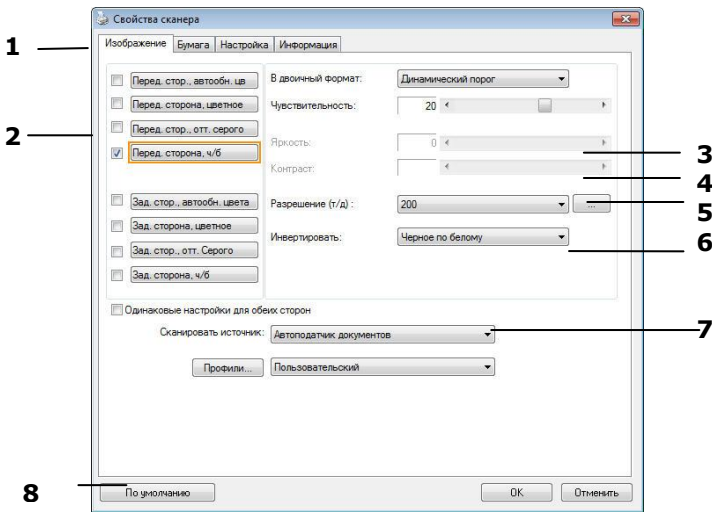 Свойства сканера
1
Изображение Бумага Настройка Информация
Перед. стор., автообн. цв
В двоичный формат: Динамический порог
Перед. сторона, цветное
Чувствительность: 20
2
Перед. стор., отт. серого
Яркость: 0
Перед. сторона, ч/б
3
Контраст:
4
Зад. стор., автообн. цвета
Разрешение (т/д) : 200 ...
5
Зад. сторона, цветное
Инвертировать: Черное по белому
6
Зад. стор., отт. Серого
Зад. сторона, ч/б
Одинаковые настройки для обеих сторон
Сканировать источник: Автоподатчик документов
7
Профили... Пользовательский
8
По умолчанию OK Отменить